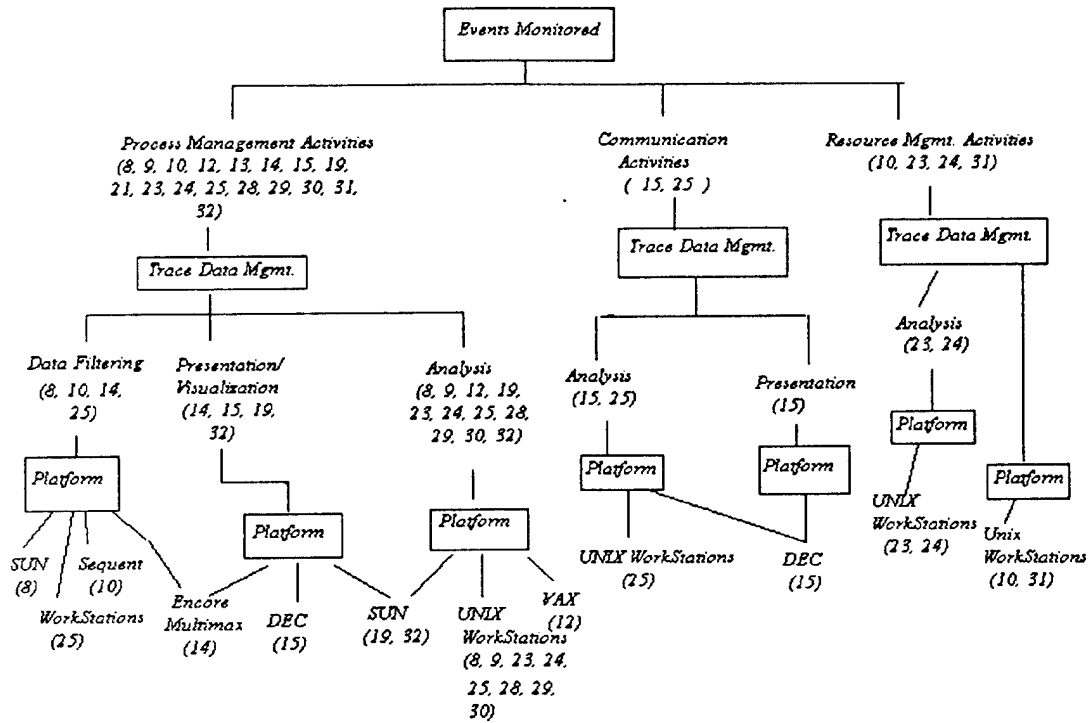 Events Monitored
Process Management Activities
(8, 9, 10, 12, 13, 14, 15, 19,
21, 23, 24, 25, 28, 29, 30, 31,
32)
Communication
Activities
( 15, 25 )
Resource Mgmt. Activities
(10, 23, 24, 31)
Trace Data Mgmt.
Trace Data Mgmt.
Trace Data Mgmt.
Data Filtering
(8, 10, 14,
25)
Presentation/
Visualization
(14, 15, 19,
32)
Analysis
(8, 9, 12, 19,
23, 24, 25, 28,
29, 30, 32)
Analysis
(15, 25)
Presentation
(15)
Analysis
(23, 24)
Platform
Platform
Platform
Platform
Platform
Platform
Platform
SUN
(8)
Sequent
(10)
WorkStations
(25)
Encore
Multimax
(14)
DEC
(15)
SUN
(19, 32)
UNIX
WorkStations
(8, 9, 23, 24,
25, 28, 29,
30)
VAX
(12)
UNIX WorkStations
(25)
DEC
(15)
UNIX
WorkStations
(23, 24)
Unix
WorkStations
(10, 31)